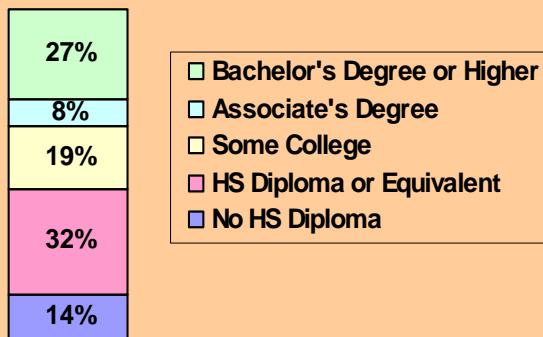 27%
8%
19%
32%
14%
Bachelor's Degree or Higher
Associate's Degree
Some College
HS Diploma or Equivalent
No HS Diploma